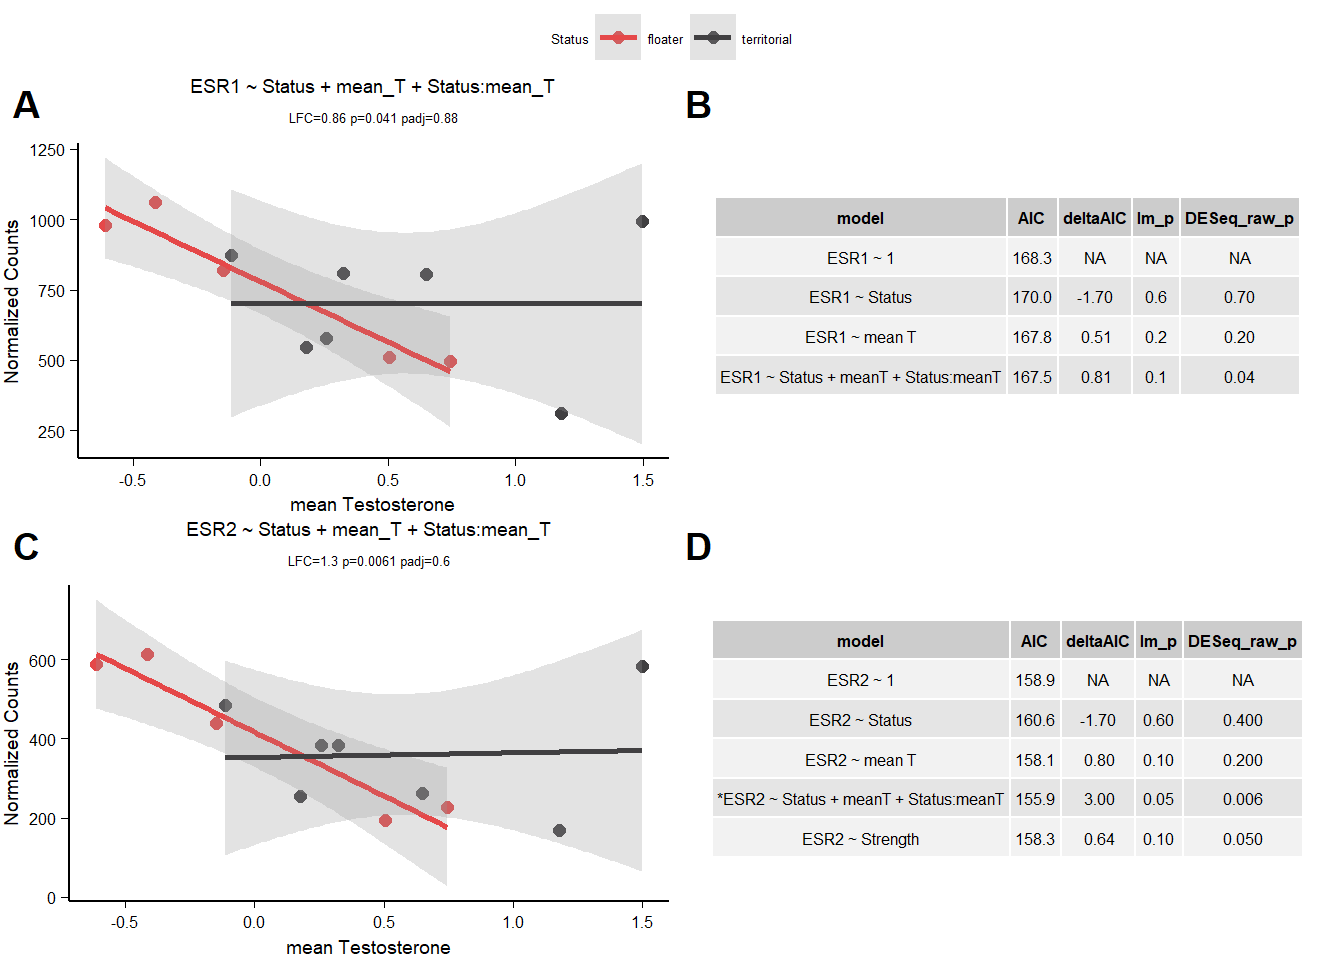 Status floater territorial
A
ESR1 ~ Status + mean_T + Status:mean_T
LFC=0.86 p=0.041 padj=0.88
Normalized Counts
1250
1000
750
500
250
-0.5 0.0 0.5 1.0 1.5
mean Testosterone
B
model AIC deltaAIC lm_p DESeq_raw_p
ESR1 ~ 1 168.3 NA NA NA
ESR1 ~ Status 170.0 -1.70 0.6 0.70
ESR1 ~ mean T 167.8 0.51 0.2 0.20
ESR1 ~ Status + meanT + Status:meanT 167.5 0.81 0.1 0.04
C
ESR2 ~ Status + mean_T + Status:mean_T
LFC=1.3 p=0.0061 padj=0.6
Normalized Counts
600
400
200
0
-0.5 0.0 0.5 1.0 1.5
mean Testosterone
D
model AIC deltaAIC lm_p DESeq_raw_p
ESR2 ~ 1 158.9 NA NA NA
ESR2 ~ Status 160.6 -1.70 0.60 0.400
ESR2 ~ mean T 158.1 0.80 0.10 0.200
*ESR2 ~ Status + meanT + Status:meanT 155.9 3.00 0.05 0.006
ESR2 ~ Strength 158.3 0.64 0.10 0.050